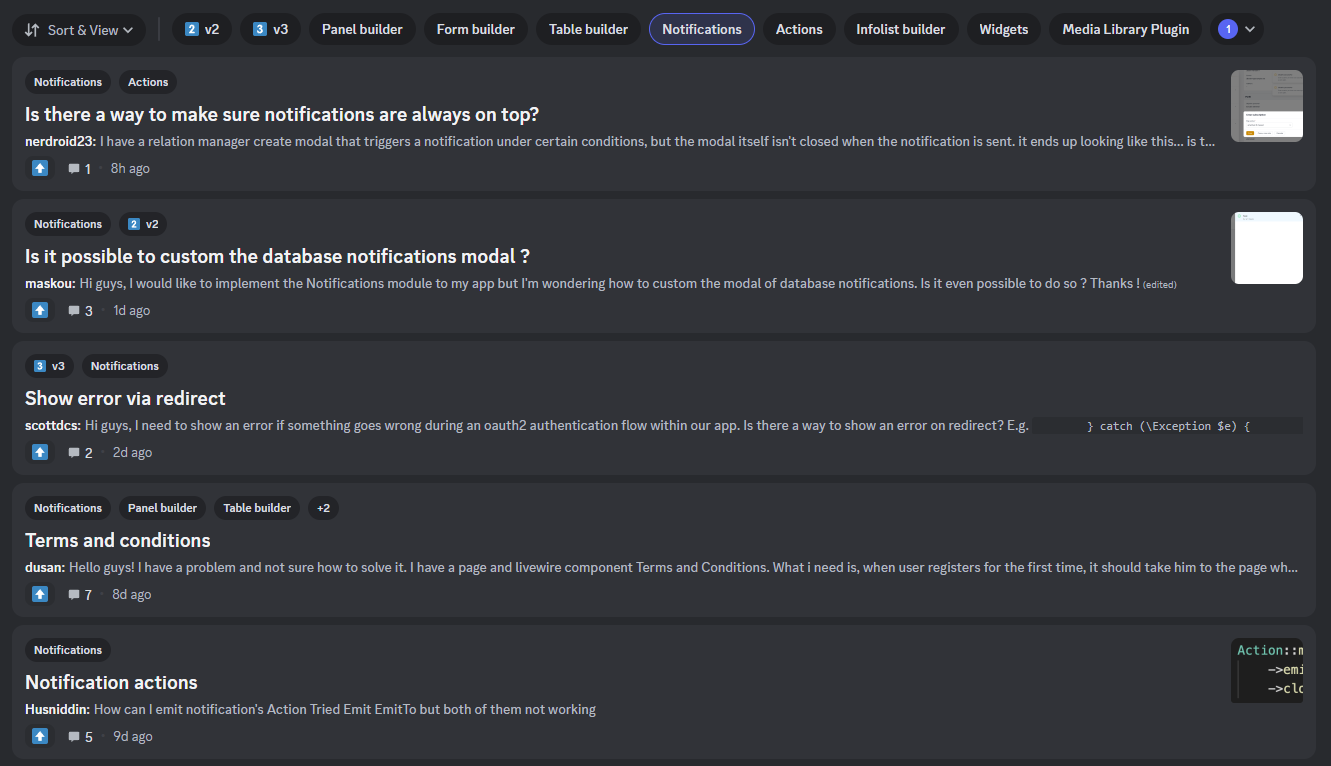 Sort & View 2 v2 3 v3 Panel builder Form builder Table builder Notifications Actions Infolist builder Widgets Media Library Plugin 1
Notifications Actions
Is there a way to make sure notifications are always on top?
nerdroid23: I have a relation manager create modal that triggers a notification under certain conditions, but the modal itself isn't closed when the notification is sent. it ends up looking like this... is t...
1 · 8h ago
Notifications 2 v2
Is it possible to custom the database notifications modal ?
maskou: Hi guys, I would like to implement the Notifications module to my app but I'm wondering how to custom the modal of database notifications. Is it even possible to do so ? Thanks ! (edited)
3 · 1d ago
3 v3 Notifications
Show error via redirect
scottdcs: Hi guys, I need to show an error if something goes wrong during an oauth2 authentication flow within our app. Is there a way to show an error on redirect? E.g. } catch (\Exception $e) {
2 · 2d ago
Notifications Panel builder Table builder +2
Terms and conditions
dusan: Hello guys! I have a problem and not sure how to solve it. I have a page and livewire component Terms and Conditions. What i need is, when user registers for the first time, it should take him to the page wh...
7 · 8d ago
Notifications
Notification actions
Husniddin: How can I emit notification's Action Tried Emit EmitTo but both of them not working
5 · 9d ago
Action::m
->emi
->clo